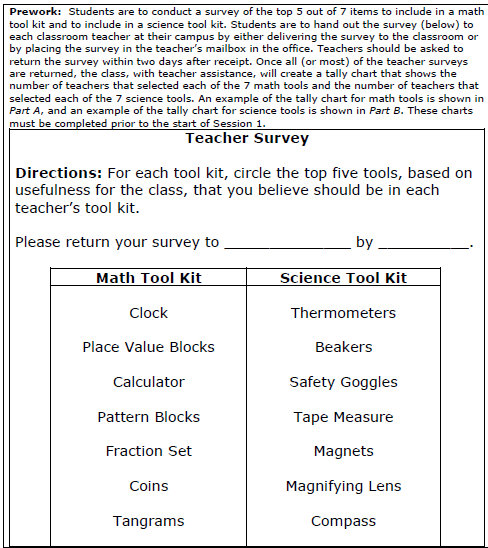 Prework:  Students are to conduct a survey of the top 5 out of 7 items to include in a math
tool kit and to include in a science tool kit. Students are to hand out the survey (below) to
each classroom teacher at their campus by either delivering the survey to the classroom or
by placing the survey in the teacher's mailbox in the office. Teachers should be asked to
return the survey within two days after receipt. Once all (or most) of the teacher surveys
are returned, the class, with teacher assistance, will create a tally chart that shows the
number of teachers that selected each of the 7 math tools and the number of teachers that
selected each of the 7 science tools. An example of the tally chart for math tools is shown in
Part A, and an example of the tally chart for science tools is shown in Part B. These charts
must be completed prior to the start of Session 1.
Teacher Survey
Directions: For each tool kit, circle the top five tools, based on
usefulness for the class, that you believe should be in each
teacher's tool kit.
Please return your survey to ______________ by __________.
Math Tool Kit Science Tool Kit
Clock Thermometers
Place Value Blocks Beakers
Calculator Safety Goggles
Pattern Blocks Tape Measure
Fraction Set Magnets
Coins Magnifying Lens
Tangrams Compass